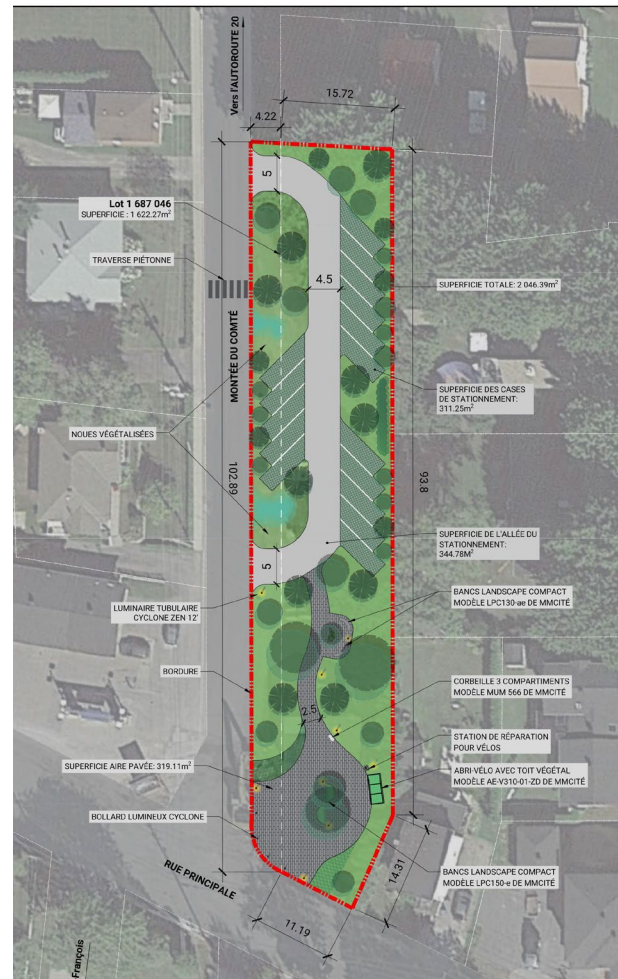 Vers l'AUTOROUTE 20
15.72
4.22
5
Lot 1 687 046
SUPERFICIE : 1 622.27m²
TRAVERSE PIÉTONNE
4.5
SUPERFICIE TOTALE: 2 046.39m²
MONTÉE DU COMTÉ
SUPERFICIE DES CASES
DE STATIONNEMENT:
311.25m²
NOUES VÉGÉTALISÉES
102.89
93.8
SUPERFICIE DE L'ALLÉE DU
STATIONNEMENT:
344.78M²
5
BANCS LANDSCAPE COMPACT
MODÈLE LPC130-ae DE MMCITÉ
LUMINAIRE TUBULAIRE
CYCLONE ZEN 12'
BORDURE
CORBEILLE 3 COMPARTIMENTS
MODÈLE MUM 566 DE MMCITÉ
2.5
STATION DE RÉPARATION
POUR VÉLOS
SUPERFICIE AIRE PAVÉE: 319.11m²
ABRI-VÉLO AVEC TOIT VÉGÉTAL
MODÈLE AE-V310-01-ZD DE MMCITÉ
BOLLARD LUMINEUX CYCLONE
RUE PRINCIPALE
14.31
BANCS LANDSCAPE COMPACT
MODÈLE LPC150-e DE MMCITÉ
11.19
François